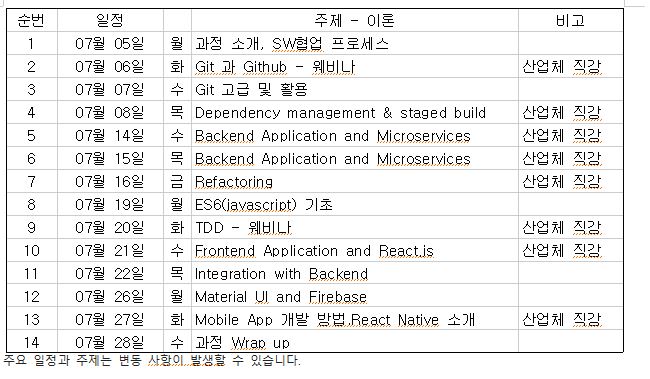 순번 일정 주제 - 이론 비고
1 07월 05일 월 과정 소개, SW협업 프로세스
2 07월 06일 화 Git 과 Github - 웨비나 산업체 직강
3 07월 07일 수 Git 고급 및 활용
4 07월 08일 목 Dependency management & staged build 산업체 직강
5 07월 14일 수 Backend Application and Microservices 산업체 직강
6 07월 15일 목 Backend Application and Microservices 산업체 직강
7 07월 16일 금 Refactoring 산업체 직강
8 07월 19일 월 ES6(javascript) 기초
9 07월 20일 화 TDD - 웨비나 산업체 직강
10 07월 21일 수 Frontend Application and React.js 산업체 직강
11 07월 22일 목 Integration with Backend
12 07월 26일 월 Material UI and Firebase
13 07월 27일 화 Mobile App 개발 방법,React Native 소개 산업체 직강
14 07월 28일 수 과정 Wrap up
주요 일정과 주제는 변동 사항이 발생할 수 있습니다.